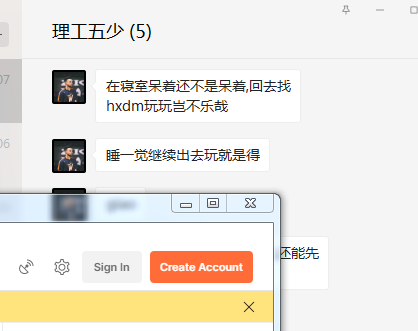 理工五少 (5)
07
在寝室呆着还不是呆着,回去找
hxdm玩玩岂不乐哉
06
睡一觉继续出去玩就是得
还能先
Sign In
Create Account